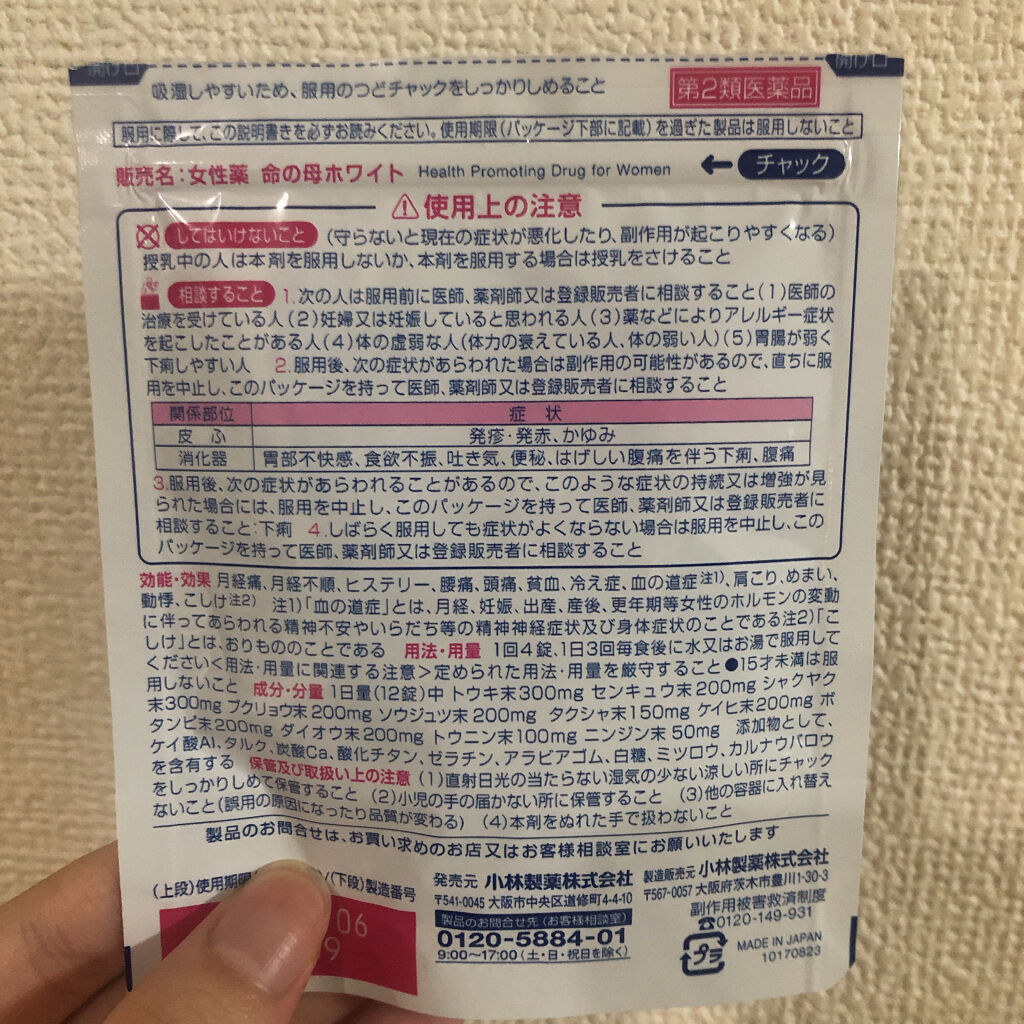 開け口
開け口
吸湿しやすいため、服用のつどチャックをしっかりしめること
第2類医薬品
服用に際して、この説明書きを必ずお読みください。使用期限(パッケージ下部に記載)を過ぎた製品は服用しないこと
販売名:女性薬 命の母ホワイト Health Promoting Drug for Women
←チャック
使用上の注意
してはいけないこと (守らないと現在の症状が悪化したり、副作用が起こりやすくなる)
授乳中の人は本剤を服用しないか、本剤を服用する場合は授乳をさけること
相談すること 1.次の人は服用前に医師、薬剤師又は登録販売者に相談すること(1)医師の
治療を受けている人(2)妊婦又は妊娠していると思われる人(3)薬などによりアレルギー症状
を起こしたことがある人(4)体の虚弱な人(体力の衰えている人、体の弱い人)(5)胃腸が弱く
下痢しやすい人 2.服用後、次の症状があらわれた場合は副作用の可能性があるので、直ちに服
用を中止し、このパッケージを持って医師、薬剤師又は登録販売者に相談すること
関係部位 症 状
皮 ふ 発疹・発赤、かゆみ
消化器 胃部不快感、食欲不振、吐き気、便秘、はげしい腹痛を伴う下痢、腹痛
3.服用後、次の症状があらわれることがあるので、このような症状の持続又は増強が見
られた場合には、服用を中止し、このパッケージを持って医師、薬剤師又は登録販売者に
相談すること:下痢 4.しばらく服用しても症状がよくならない場合は服用を中止し、この
パッケージを持って医師、薬剤師又は登録販売者に相談すること
効能・効果 月経痛、月経不順、ヒステリー、腰痛、頭痛、貧血、冷え症、血の道症注1)、肩こり、めまい、
動悸、こしけ注2) 注1)「血の道症」とは、月経、妊娠、出産、産後、更年期等女性のホルモンの変動
に伴ってあらわれる精神不安やいらだち等の精神神経症状及び身体症状のことである 注2)「こ
しけ」とは、おりもののことである 用法・用量 1回4錠、1日3回毎食後に水又はお湯で服用して
ください<用法・用量に関連する注意>定められた用法・用量を厳守すること●15才未満は服
用しないこと 成分・分量 1日量(12錠)中 トウキ末300mg センキュウ末200mg シャクヤク
末300mg ブクリョウ末200mg ソウジュツ末200mg タクシャ末150mg ケイヒ末200mg ボ
タンピ末200mg ダイオウ末200mg トウニン末100mg ニンジン末50mg 添加物として、
ケイ酸Al、タルク、炭酸Ca、酸化チタン、ゼラチン、アラビアゴム、白糖、ミツロウ、カルナウバロウ
を含有する 保管及び取扱い上の注意 (1)直射日光の当たらない湿気の少ない涼しい所にチャック
をしっかりしめて保管すること (2)小児の手の届かない所に保管すること (3)他の容器に入れ替え
ないこと(誤用の原因になったり品質が変わる) (4)本剤をぬれた手で扱わないこと
製品のお問合せは、お買い求めのお店又はお客様相談室にお願いいたします
(上段)使用期限 /(下段)製造番号
06
9
発売元 小林製薬株式会社
〒541-0045 大阪市中央区道修町4-4-10
製品のお問合せ先(お客様相談室)
0120-5884-01
9:00〜17:00(土・日・祝日を除く)
製造販売元 小林製薬株式会社
〒567-0057 大阪府茨木市豊川1-30-3
副作用被害救済制度
☎0120-149-931
プラ
MADE IN JAPAN
10170823